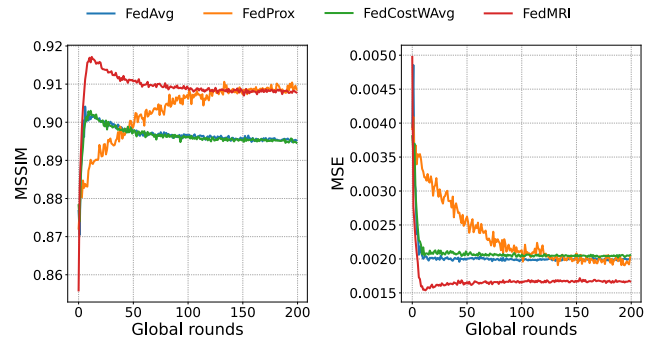 FedAvg FedProx FedCostWAvg FedMRI
0.92
0.91
0.90
0.89
0.88
0.87
0.86
MSSIM
0 50 100 150 200
Global rounds
0.0050
0.0045
0.0040
0.0035
0.0030
0.0025
0.0020
0.0015
MSE
0 50 100 150 200
Global rounds